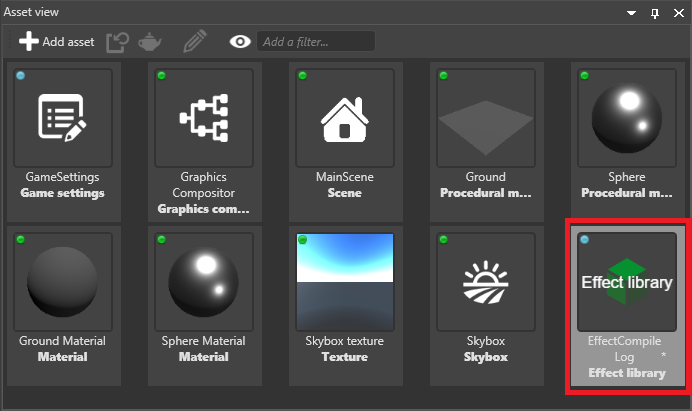 Asset view
Add asset
Add a filter...
GameSettings
Game settings
Graphics
Compositor
Graphics com...
MainScene
Scene
Ground
Procedural m...
Sphere
Procedural m...
Ground Material
Material
Sphere Material
Material
Skybox texture
Texture
Skybox
Skybox
Effect library
EffectCompile
Log *
Effect library